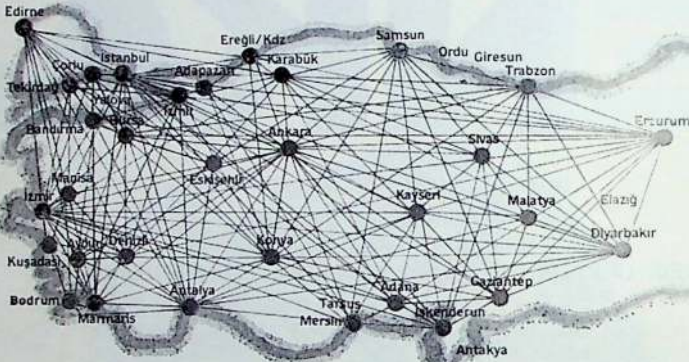 Edirne
Ereğli/Kdz
Samsun
Ordu
Giresun
Trabzon
Çorlu
İstanbul
Karabük
Adapazarı
Tekirdağ
İzmit
Bandırma
Bursa
Ankara
Sivas
Erzurum
Eskişehir
Manisa
İzmir
Kayseri
Malatya
Elazığ
Diyarbakır
Kuşadası
Aydın
Denizli
Konya
Bodrum
Marmaris
Antalya
Tarsus
Mersin
Adana
Gaziantep
İskenderun
Antakya